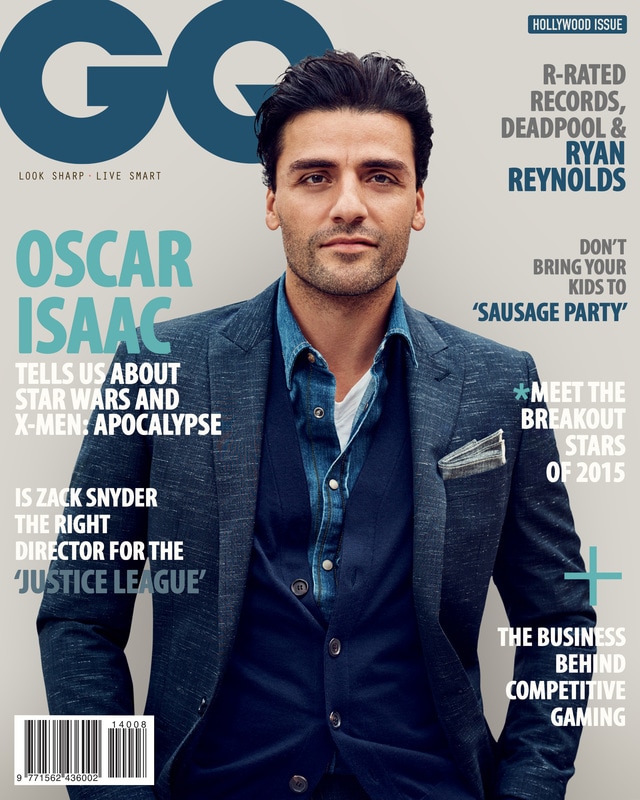 GQ
HOLLYWOOD ISSUE
LOOK SHARP · LIVE SMART
R-RATED
RECORDS,
DEADPOOL &
RYAN
REYNOLDS
OSCAR
ISAAC
TELLS US ABOUT
STAR WARS AND
X-MEN: APOCALYPSE
DON'T
BRING YOUR
KIDS TO
‘SAUSAGE PARTY’
*MEET THE
BREAKOUT
STARS
OF 2015
IS ZACK SNYDER
THE RIGHT
DIRECTOR FOR THE
‘JUSTICE LEAGUE’
+
THE BUSINESS
BEHIND
COMPETITIVE
GAMING
14008
9 771562 436002